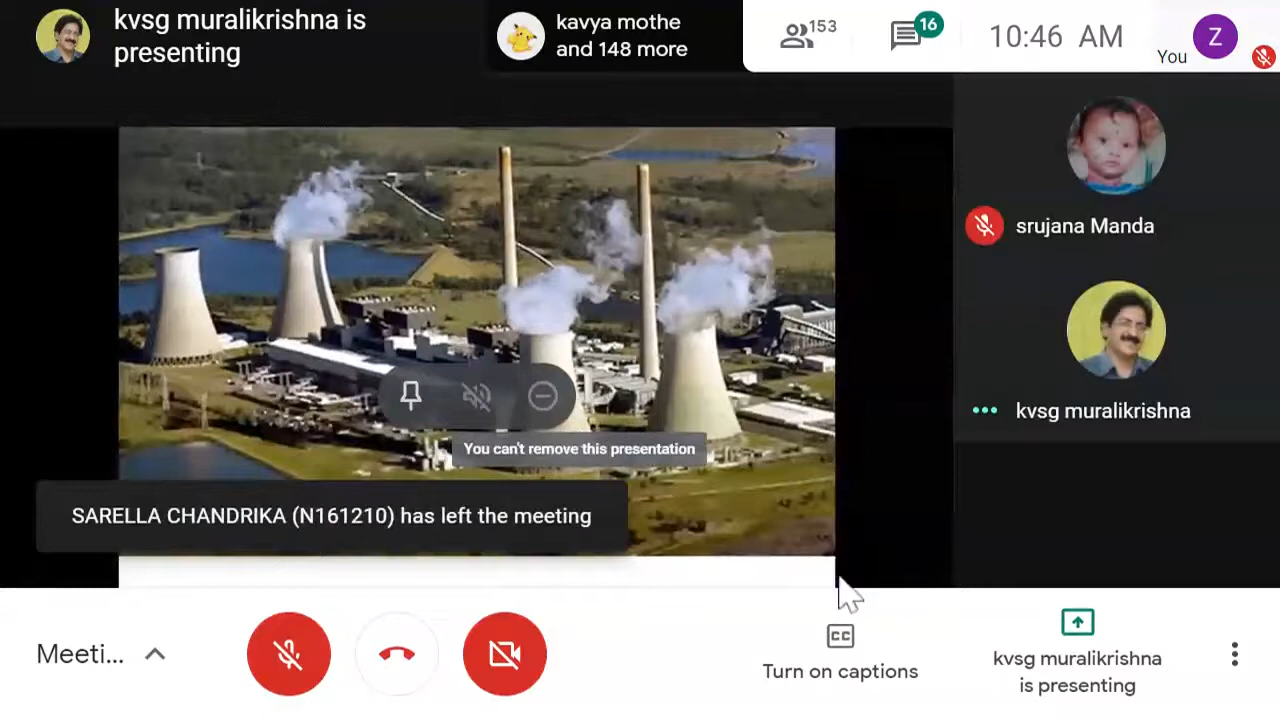 kvsg muralikrishna is
presenting
kavya mothe
and 148 more
153
16
10:46 AM
You
Z
srujana Manda
kvsg muralikrishna
You can't remove this presentation
SARELLA CHANDRIKA (N161210) has left the meeting
Meeti...
CC
Turn on captions
kvsg muralikrishna
is presenting